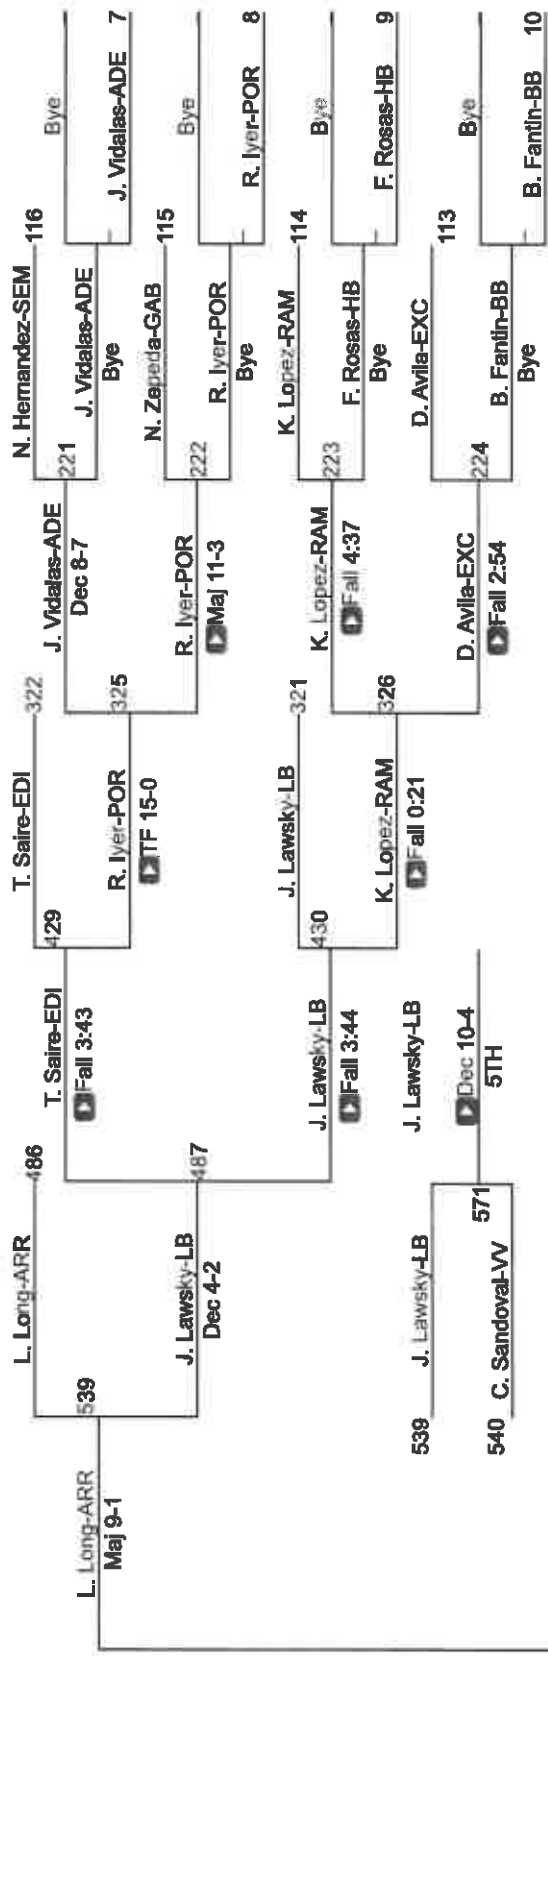 L. Long-ARR 486 T. Saire-EDI 322 N. Hernandez-SEM 116
T. Saire-EDI 429 J. Vidalas-ADE 221 Bye
Fall 3:43 Dec 8-7 J. Vidalas-ADE
L. Long-ARR 539 R. Iyer-POR 325 Bye J. Vidalas-ADE 7
Maj 9-1 TF 15-0 N. Zepeda-GAB 115
J. Lawsky-LB 487 R. Iyer-POR 222 Bye
Dec 4-2 Maj 11-3 R. Iyer-POR
Bye R. Iyer-POR 8
J. Lawsky-LB 321 K. Lopez-RAM 114
J. Lawsky-LB 430 K. Lopez-RAM 223 Bye
Fall 3:44 Fall 4:37 F. Rosas-HB
K. Lopez-RAM 326 Bye F. Rosas-HB 9
Fall 0:21
539 J. Lawsky-LB J. Lawsky-LB D. Avila-EXC 113
571 Dec 10-4 D. Avila-EXC 224 Bye
540 C. Sandoval-VV 5TH Fall 2:54 B. Fantin-BB
Bye B. Fantin-BB 10